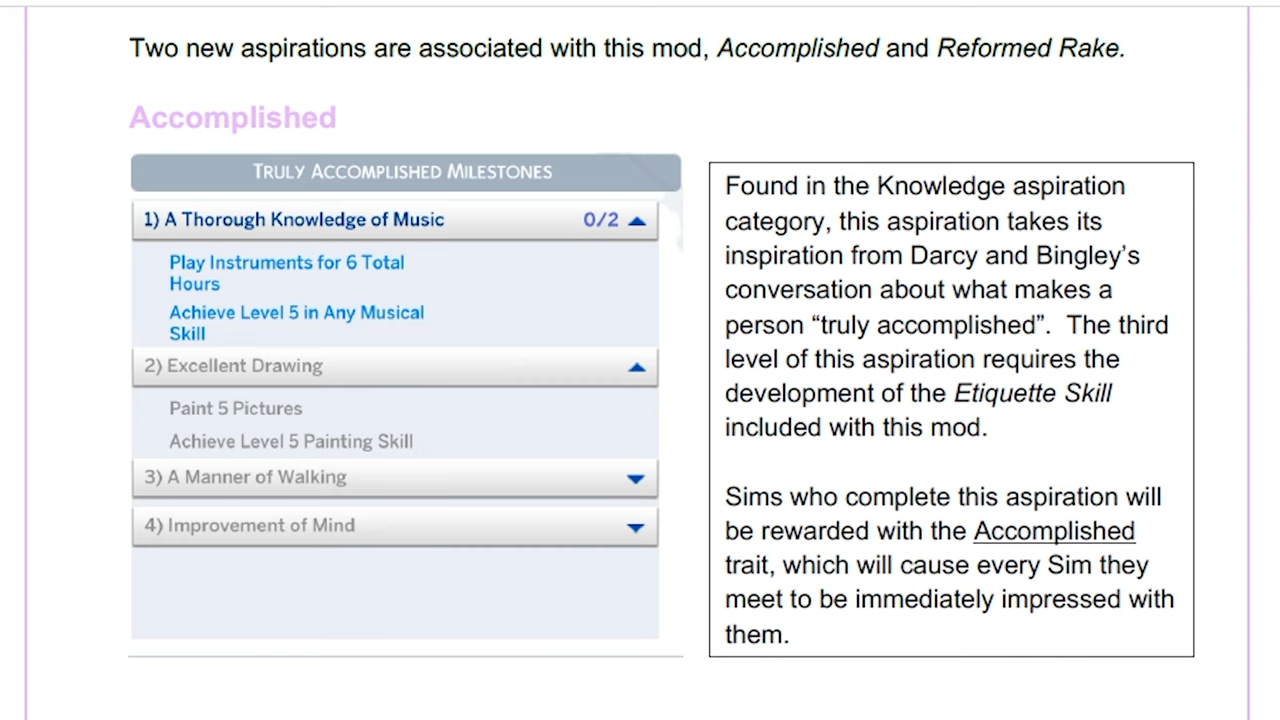 Two new aspirations are associated with this mod, Accomplished and Reformed Rake.
Accomplished
TRULY ACCOMPLISHED MILESTONES
1) A Thorough Knowledge of Music 0/2
Play Instruments for 6 Total
Hours
Achieve Level 5 in Any Musical
Skill
2) Excellent Drawing
Paint 5 Pictures
Achieve Level 5 Painting Skill
3) A Manner of Walking
4) Improvement of Mind
Found in the Knowledge aspiration
category, this aspiration takes its
inspiration from Darcy and Bingley’s
conversation about what makes a
person “truly accomplished”.  The third
level of this aspiration requires the
development of the Etiquette Skill
included with this mod.
Sims who complete this aspiration will
be rewarded with the Accomplished
trait, which will cause every Sim they
meet to be immediately impressed with
them.